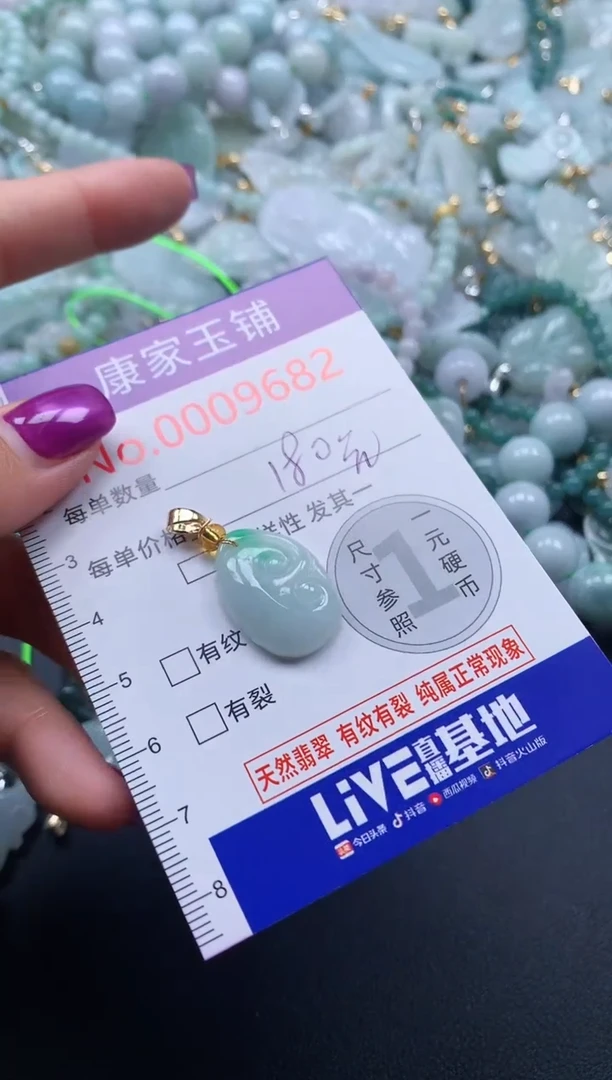 康家玉铺
No.0009682
每单数量
180元
每单价格
样性 发其一
尺寸参照
1
一元硬币
有纹
有裂
天然翡翠 有纹有裂 纯属正常现象
LiVE直播基地
今日头条 抖音 西瓜视频 抖音火山版
3
4
5
6
7
8